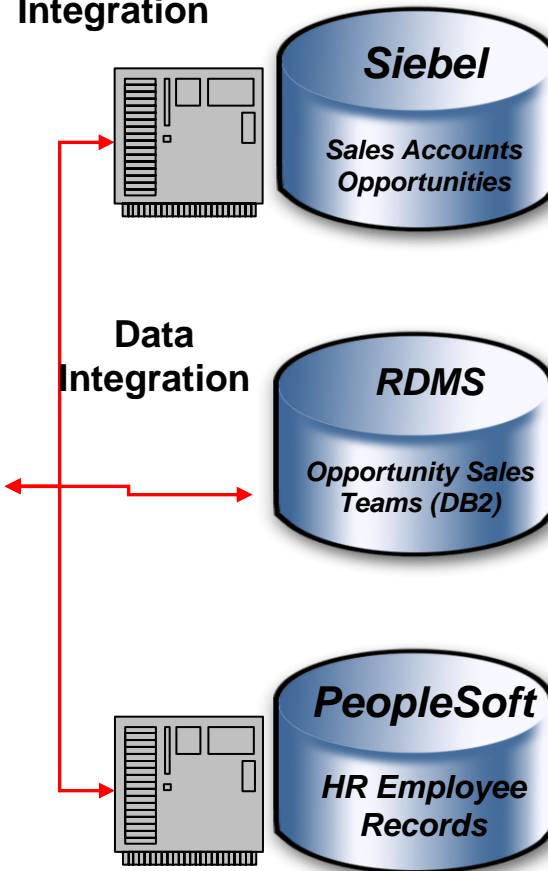 Integration
Siebel
Sales Accounts
Opportunities
Data
Integration
RDMS
Opportunity Sales
Teams (DB2)
PeopleSoft
HR Employee
Records